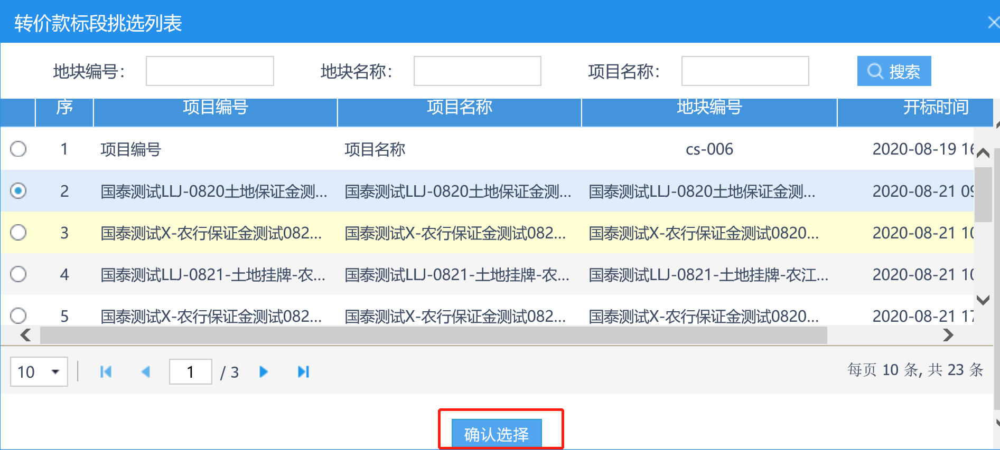 转价款标段挑选列表
地块编号： 地块名称： 项目名称： 搜索
序 项目编号 项目名称 地块编号 开标时间
1 项目编号 项目名称 cs-006 2020-08-19 16
2 国泰测试LLJ-0820土地保证金测... 国泰测试LLJ-0820土地保证金测... 国泰测试LLJ-0820土地保证金测... 2020-08-21 09
3 国泰测试X-农行保证金测试082... 国泰测试X-农行保证金测试082... 国泰测试X-农行保证金测试0820... 2020-08-21 10
4 国泰测试LLJ-0821-土地挂牌-农... 国泰测试LLJ-0821-土地挂牌-农... 国泰测试LLJ-0821-土地挂牌-农江... 2020-08-21 10
5 国泰测试X-农行保证金测试082... 国泰测试X-农行保证金测试082... 国泰测试X-农行保证金测试0820... 2020-08-21 17
10 1 / 3 每页 10 条, 共 23 条
确认选择